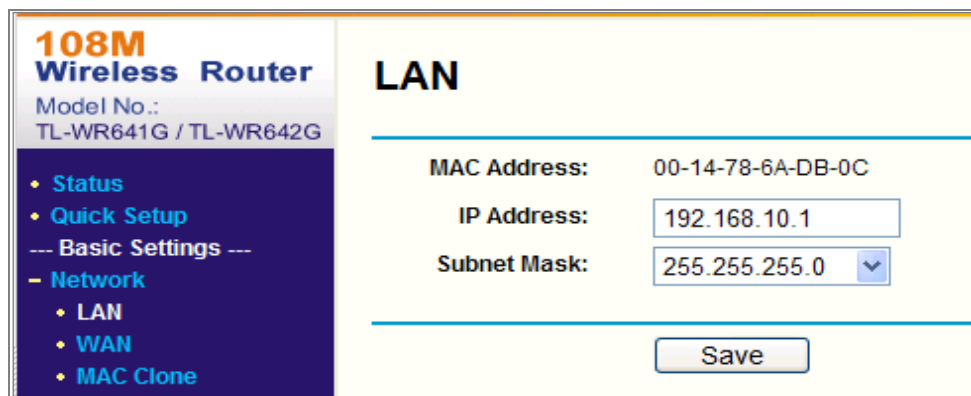 108M
Wireless Router
Model No.:
TL-WR641G / TL-WR642G
• Status
• Quick Setup
--- Basic Settings ---
– Network
• LAN
• WAN
• MAC Clone
LAN
MAC Address: 00-14-78-6A-DB-0C
IP Address: 192.168.10.1
Subnet Mask: 255.255.255.0
Save